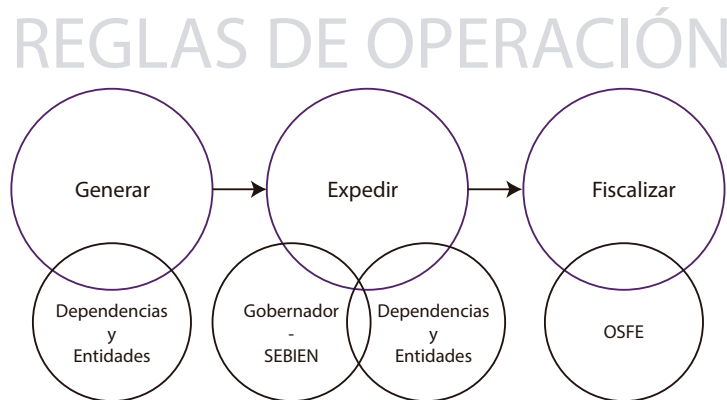 REGLAS DE OPERACIÓN
Generar
Expedir
Fiscalizar
Dependencias
y
Entidades
Gobernador
-
SEBIEN
Dependencias
y
Entidades
OSFE